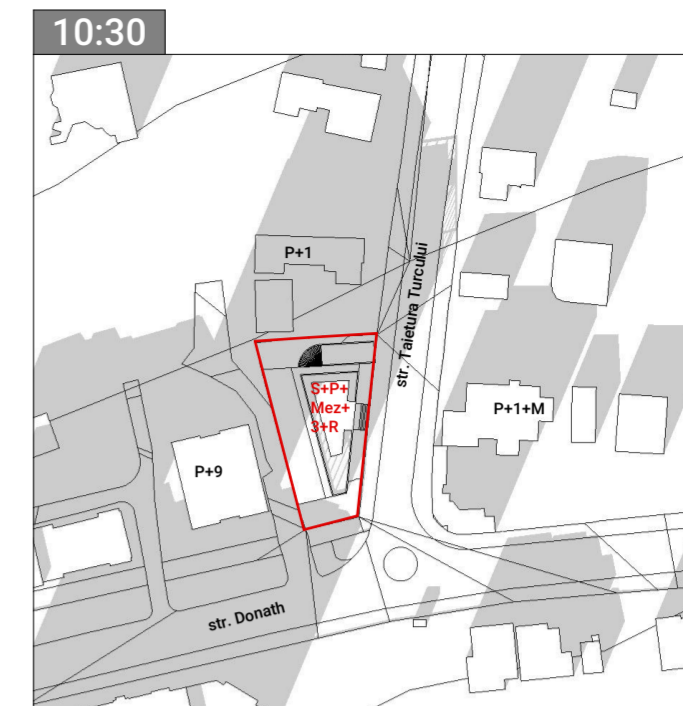 10:30
P+1
str. Taietura Turcului
S+P+
Mez+
3+R
P+1+M
P+9
str. Donath